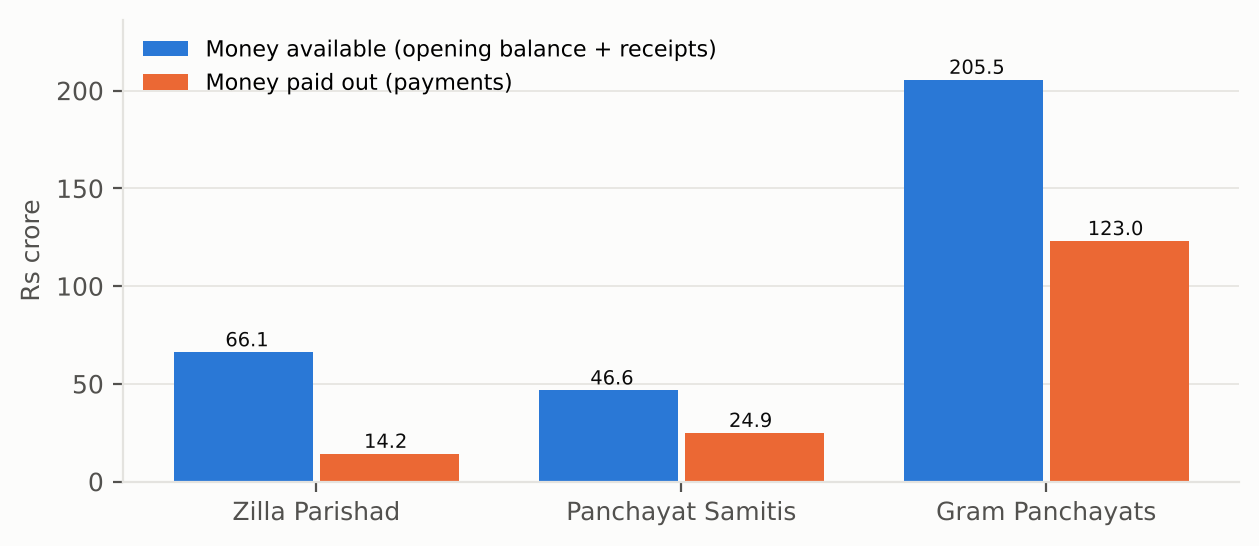 Money available (opening balance + receipts)
Money paid out (payments)
Rs crore
200
150
100
50
0
66.1
14.2
46.6
24.9
205.5
123.0
Zilla Parishad
Panchayat Samitis
Gram Panchayats